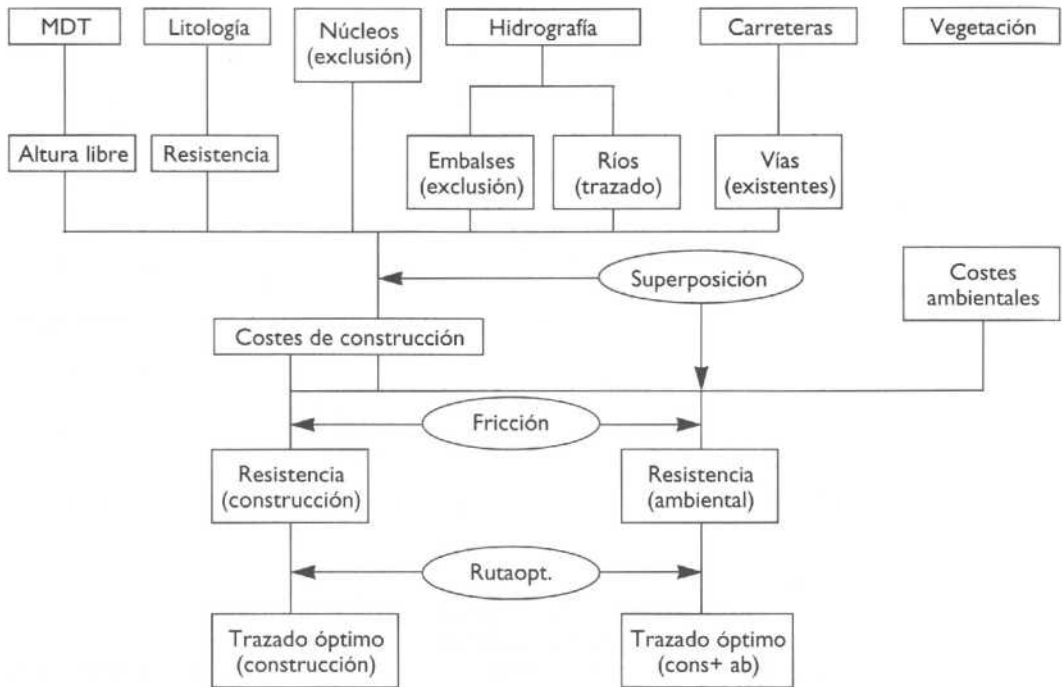 MDT
Litología
Núcleos
(exclusión)
Hidrografía
Carreteras
Vegetación
Altura libre
Resistencia
Embalses
(exclusión)
Ríos
(trazado)
Vías
(existentes)
Superposición
Costes
ambientales
Costes de construcción
Fricción
Resistencia
(construcción)
Resistencia
(ambiental)
Rutaopt.
Trazado óptimo
(construcción)
Trazado óptimo
(cons+ ab)